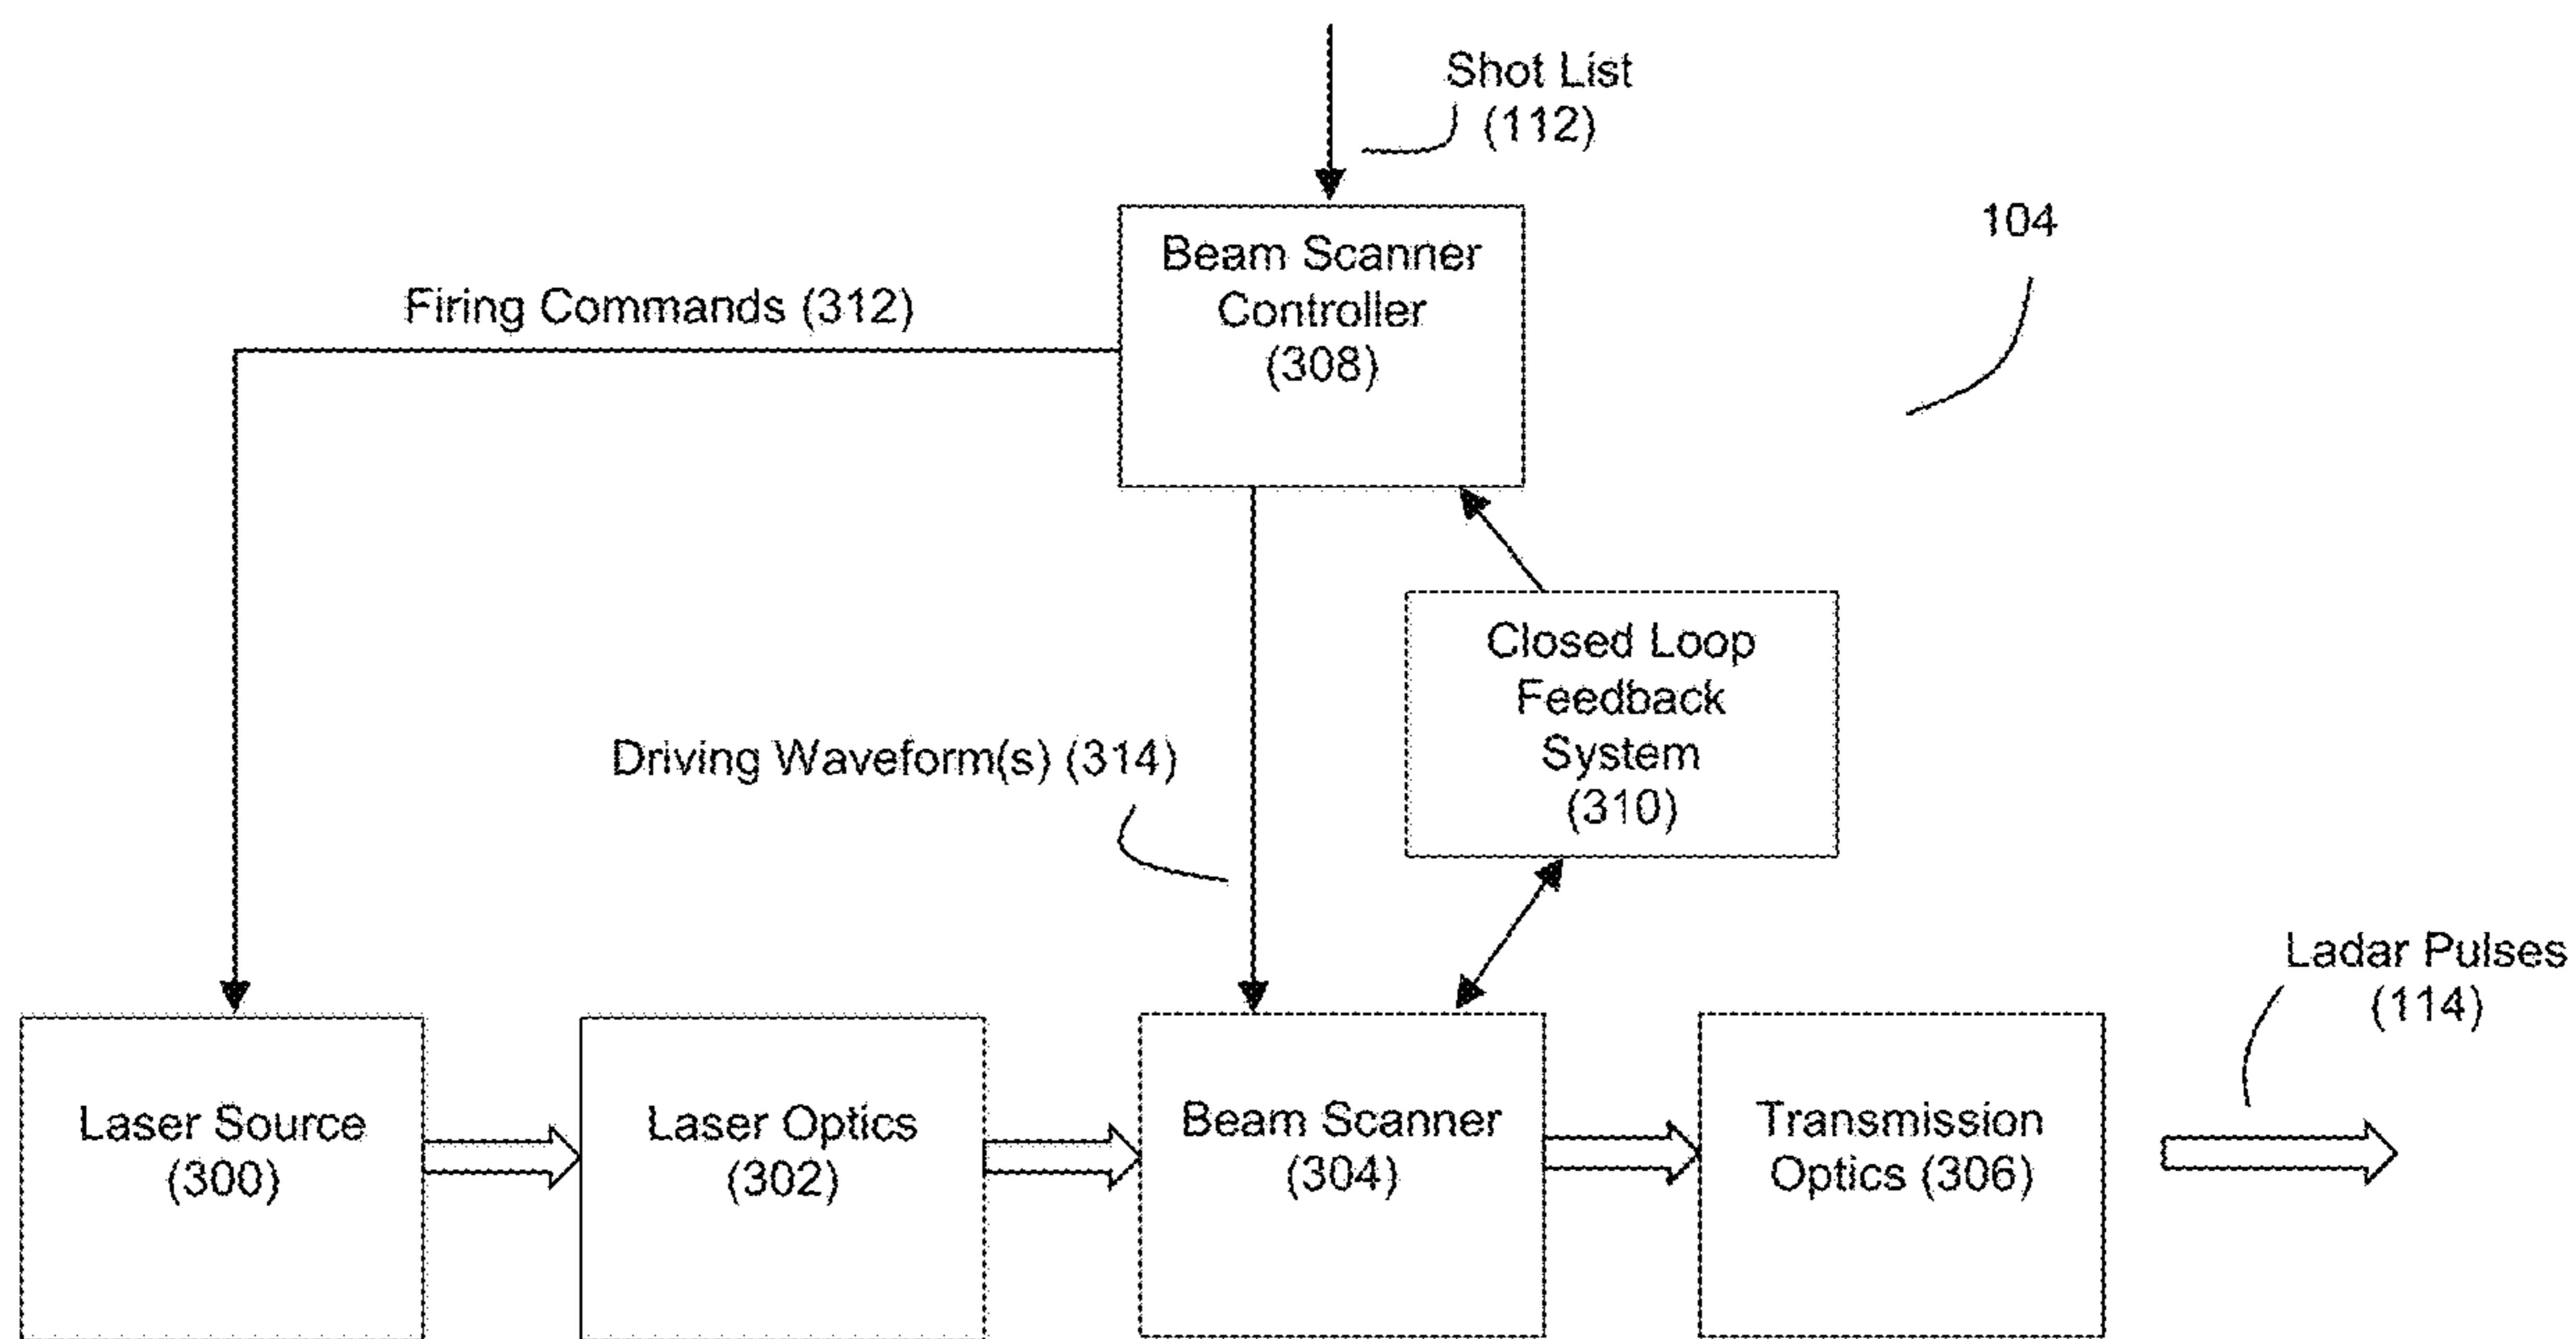 Shot List
(112)
Beam Scanner
Controller
(308)
104
Firing Commands (312)
Closed Loop
Feedback
System
(310)
Driving Waveform(s) (314)
Ladar Pulses
(114)
Laser Source
(300)
Laser Optics
(302)
Beam Scanner
(304)
Transmission
Optics (306)